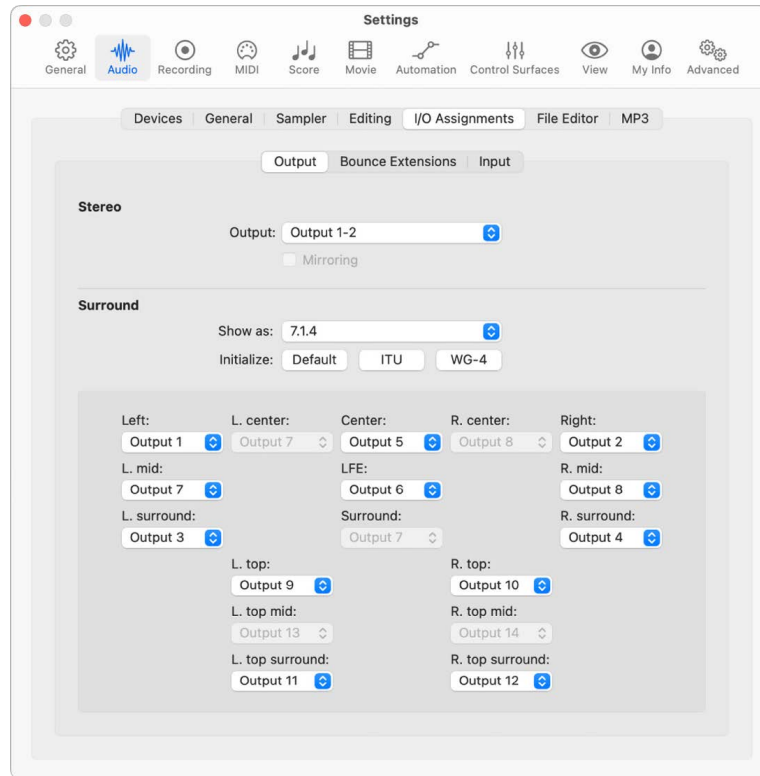 Settings
General Audio Recording MIDI Score Movie Automation Control Surfaces View My Info Advanced
Devices General Sampler Editing I/O Assignments File Editor MP3
Output Bounce Extensions Input
Stereo
Output: Output 1-2
Mirroring
Surround
Show as: 7.1.4
Initialize: Default ITU WG-4
Left: L. center: Center: R. center: Right:
Output 1 Output 7 Output 5 Output 8 Output 2
L. mid: LFE: R. mid:
Output 7 Output 6 Output 8
L. surround: Surround: R. surround:
Output 3 Output 7 Output 4
L. top: R. top:
Output 9 Output 10
L. top mid: R. top mid:
Output 13 Output 14
L. top surround: R. top surround:
Output 11 Output 12